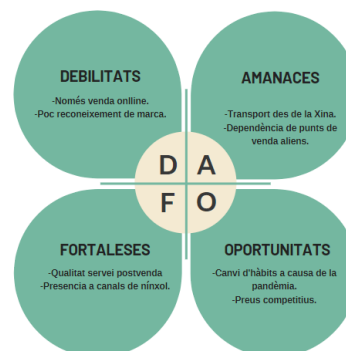 DEBILITATS
-Només venda onlline.
-Poc reconeixement de marca.
AMANACES
-Transport des de la Xina.
-Dependència de punts de
venda aliens.
D A
F O
FORTALESES
-Qualitat servei postvenda
-Presencia a canals de nínxol.
OPORTUNITATS
-Canvi d'hàbits a causa de la
pandèmia.
-Preus competitius.